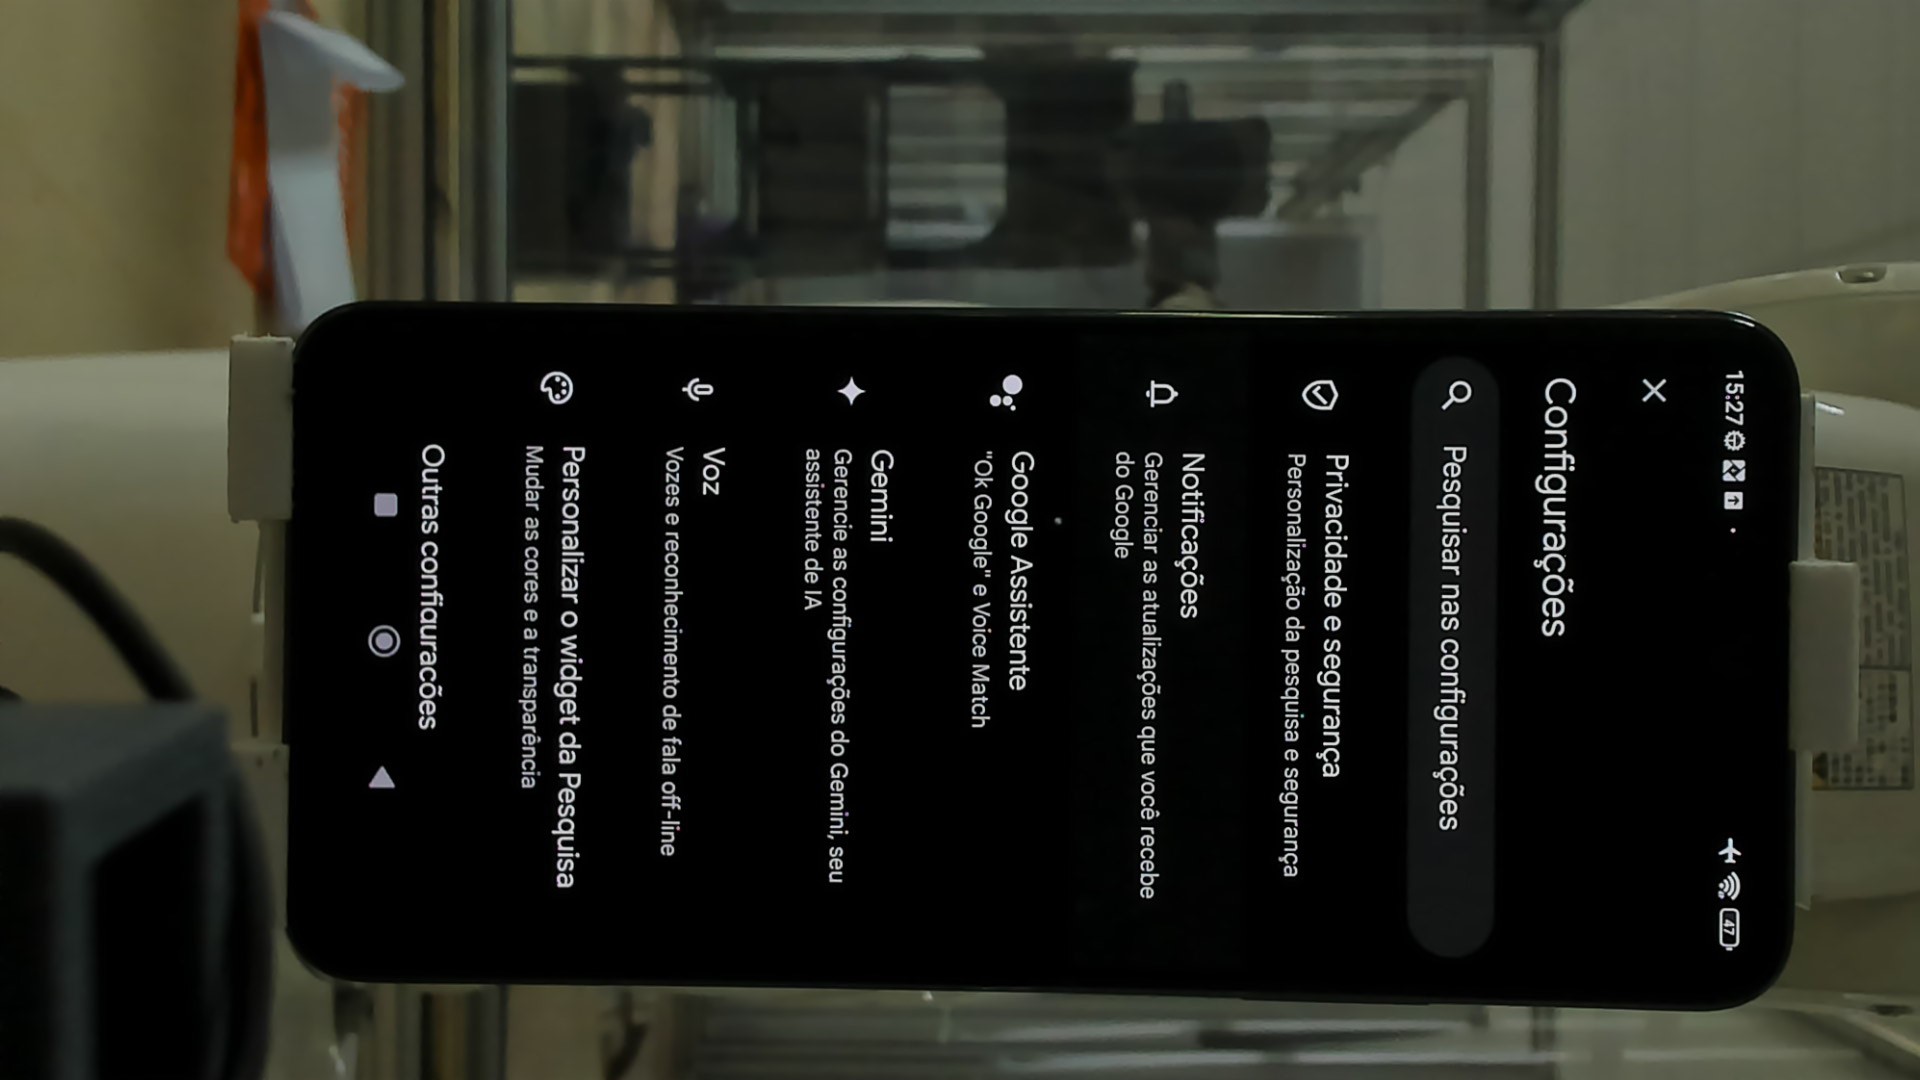 15:27
47
Configurações
Pesquisar nas configurações
Privacidade e segurança
Personalização da pesquisa e segurança
Notificações
Gerenciar as atualizações que você recebe
do Google
Google Assistente
"Ok Google" e Voice Match
Gemini
Gerencie as configurações do Gemini, seu
assistente de IA
Voz
Vozes e reconhecimento de fala off-line
Personalizar o widget da Pesquisa
Mudar as cores e a transparência
Outras configurações